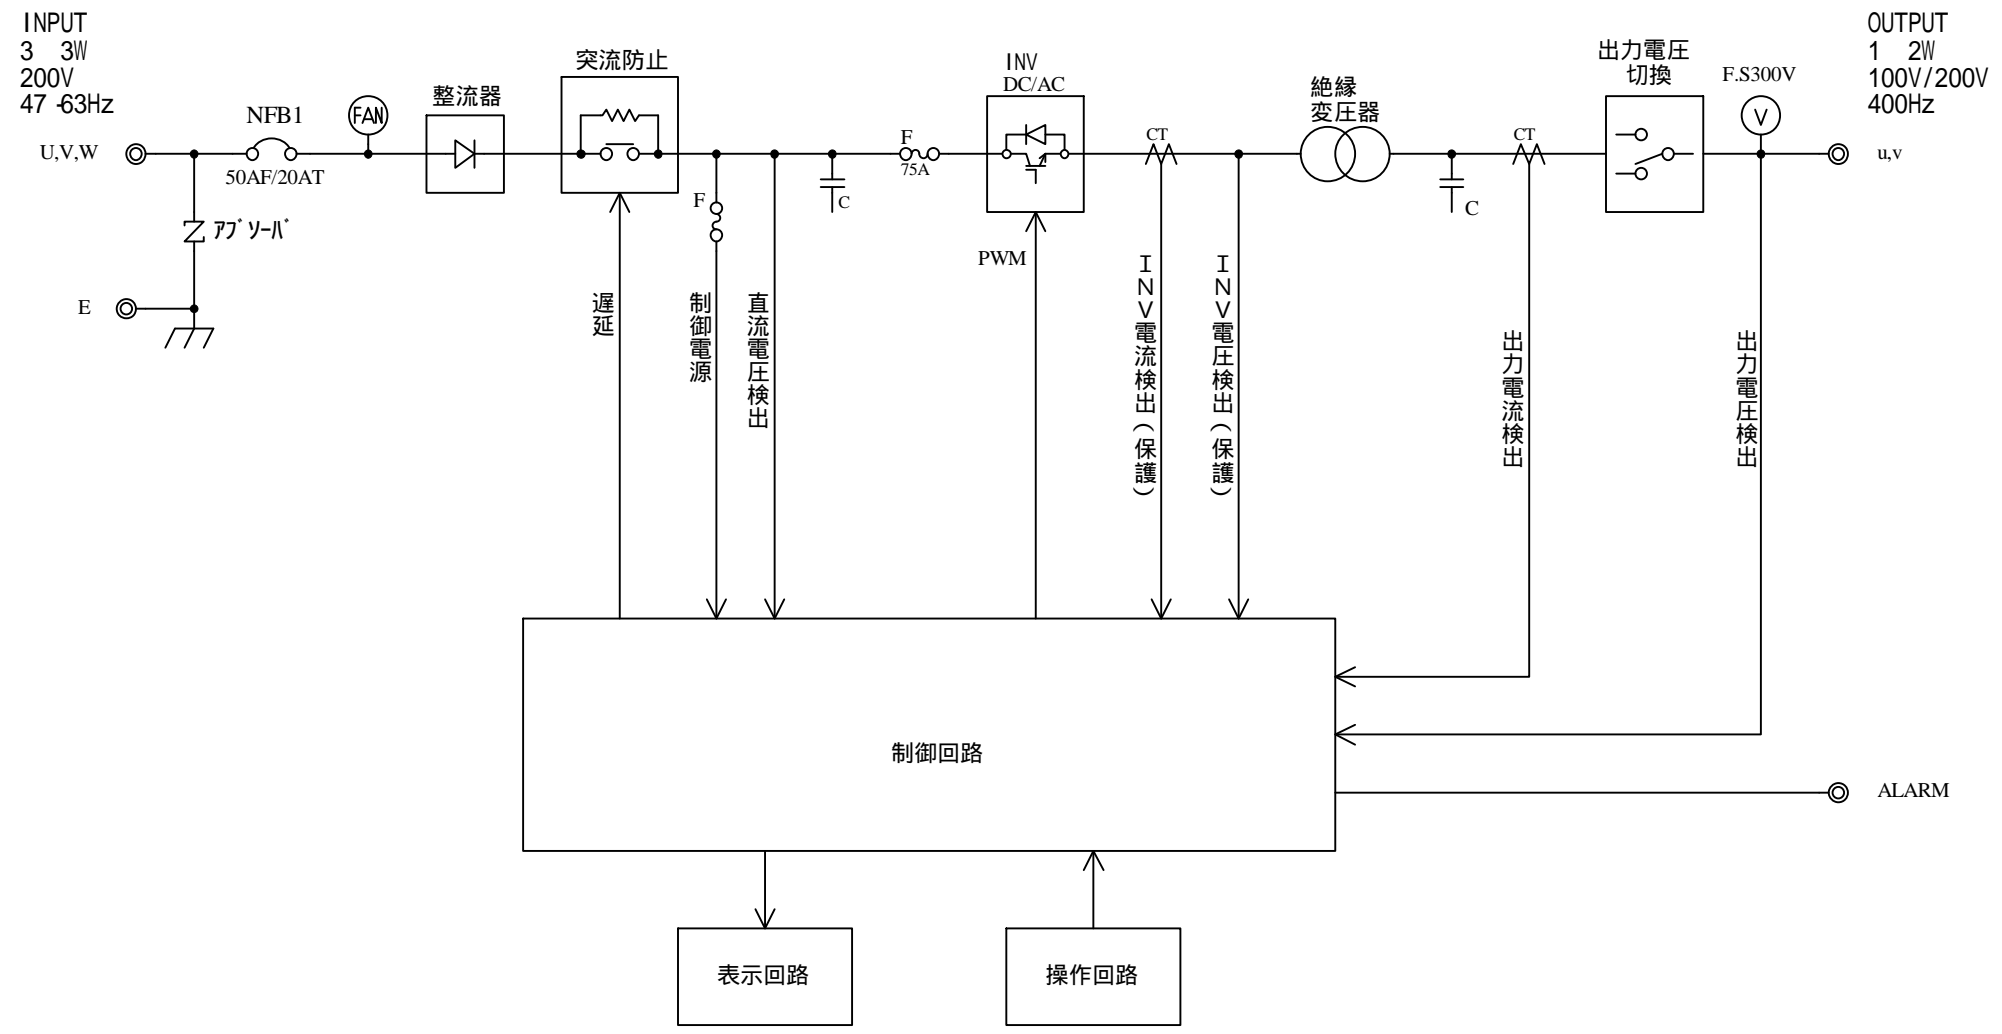 INPUT
3 3W
200V
47-63Hz
U,V,W
NFB1
50AF/20AT
FAN
アブソーバ
E
整流器
突流防止
F
F
75A
C
INV
DC/AC
PWM
CT
絶縁
変圧器
C
CT
出力電圧
切換
F.S300V
V
OUTPUT
1 2W
100V/200V
400Hz
u,v
遅延
制御電源
直流電圧検出
INV電流検出(保護)
INV電圧検出(保護)
出力電流検出
出力電圧検出
制御回路
ALARM
表示回路
操作回路